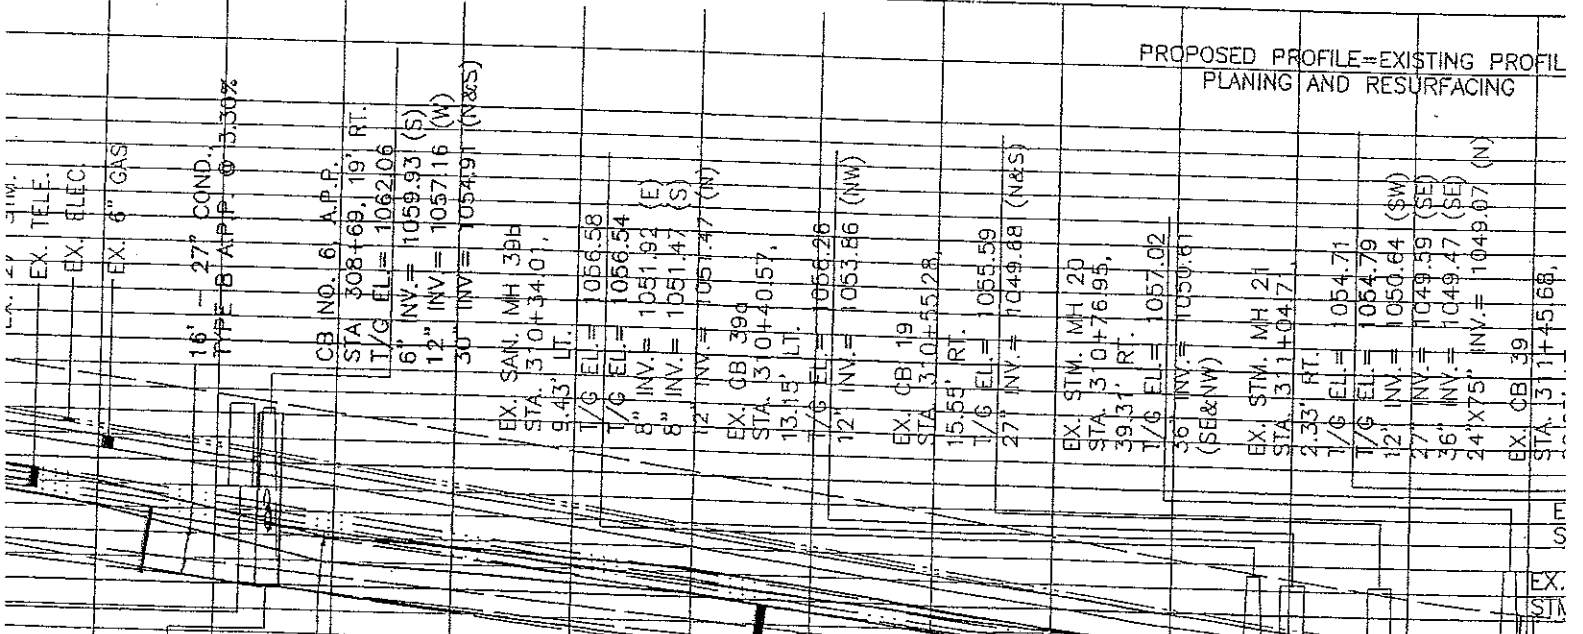 PROPOSED PROFILE=EXISTING PROFIL
PLANING AND RESURFACING
EX. TELE.
EX. ELEC.
EX. 6" GAS
16' — 27" COND.,
TYPE B APP @ 3.30%
CB NO. 6, A.P.P.
STA 308+69, 19' RT.
T/G EL.= 1062.06
6" INV.= 1059.93 (S)
12" INV.= 1057.16 (W)
30" INV= 1054.91 (N&S)
EX. SAN. MH 39b
STA. 310+34.01,
9.43' LT.
T/G EL.= 1056.58
T/G EL.= 1056.54
8" INV.= 1051.92 (E)
8" INV.= 1051.47 (S)
12" INV.= 1051.47 (N)
EX. CB 39a
STA. 310+40.57,
13.15' LT.
T/G EL.= 1056.26
12" INV.= 1053.86 (NW)
EX. CB 19
STA. 310+55.28,
15.55' RT.
T/G EL.= 1055.59
27" INV.= 1049.68 (N&S)
EX. STM. MH 20
STA. 310+76.95,
39.31' RT.
T/G EL.= 1057.02
36" INV.= 1050.61
(SE&NW)
EX. STM. MH 21
STA. 311+04.71,
2.33' RT.
T/G EL.= 1054.71
T/G EL.= 1054.79
12" INV.= 1050.64 (SW)
27" INV.= 1049.59 (SE)
36" INV.= 1049.47 (SE)
24"X75" INV.= 1049.07 (N)
EX. CB 39
STA. 311+45.68,
E
S
EX.